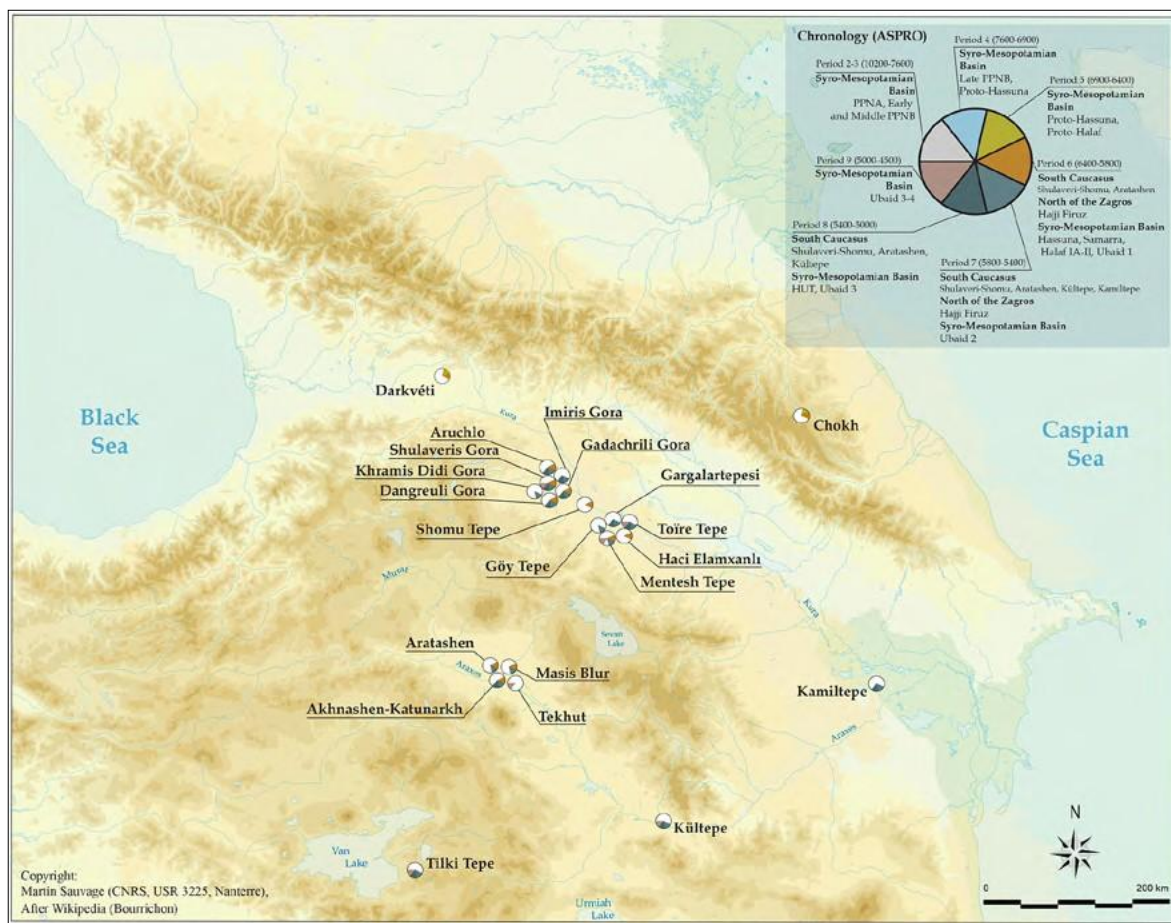 Chronology (ASPRO)
Period 4 (7600-6900)
Syro-Mesopotamian
Basin
Late PPNB,
Proto-Hassuna
Period 2-3 (10200-7600)
Syro-Mesopotamian
Basin
PPNA, Early
and Middle PPNB
Period 5 (6900-6400)
Syro-Mesopotamian
Basin
Proto-Hassuna,
Proto-Halaf
Period 9 (5000-4500)
Syro-Mesopotamian
Basin
Ubaid 3-4
Period 6 (6400-5800)
South Caucasus
Shulaveri-Shomu, Aratashen
North of the Zagros
Hajji Firuz
Syro-Mesopotamian Basin
Hassuna, Samarra,
Halaf IA-II, Ubaid 1
Period 8 (5400-5000)
South Caucasus
Shulaveri-Shomu, Aratashen,
Kültepe
Syro-Mesopotamian Basin
HUT, Ubaid 3
Period 7 (5800-5400)
South Caucasus
Shulaveri-Shomu, Aratashen, Kültepe, Kamiltepe
North of the Zagros
Hajji Firuz
Syro-Mesopotamian Basin
Ubaid 2
Black
Sea
Caspian
Sea
Darkvéti
Chokh
Kura
Imiris Gora
Aruchlo
Shulaveris Gora
Gadachrili Gora
Khramis Didi Gora
Dangreuli Gora
Gargalartepesi
Shomu Tepe
Toïre Tepe
Haci Elamxanlı
Göy Tepe
Mentesh Tepe
Kura
Sevan
Lake
Aratashen
Araxes
Masis Blur
Akhnashen-Katunarkh
Tekhut
Kamiltepe
Araxes
Kültepe
Van
Lake
Tilki Tepe
Urmiah
Lake
N
0
200 km
Copyright:
Martin Sauvage (CNRS, USR 3225, Nanterre),
After Wikipedia (Bourrichon)